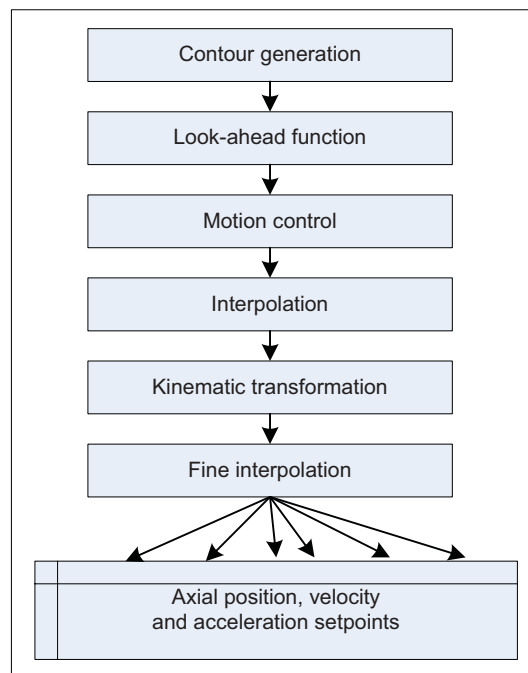 Contour generation
Look-ahead function
Motion control
Interpolation
Kinematic transformation
Fine interpolation
Axial position, velocity
and acceleration setpoints